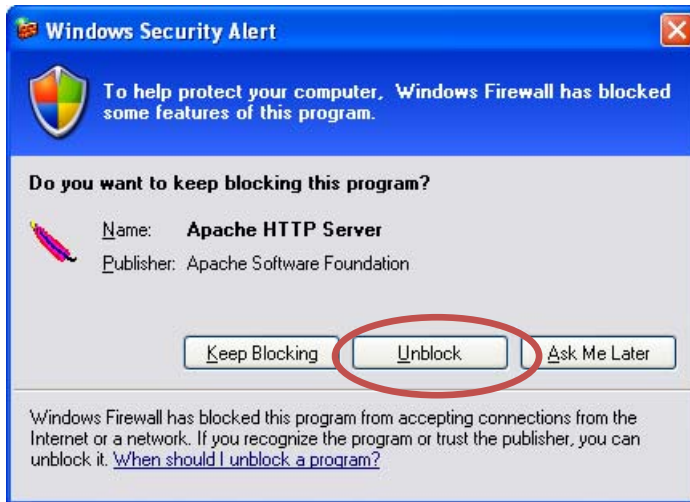 Windows Security Alert
To help protect your computer, Windows Firewall has blocked
some features of this program.
Do you want to keep blocking this program?
Name: Apache HTTP Server
Publisher: Apache Software Foundation
Keep Blocking Unblock Ask Me Later
Windows Firewall has blocked this program from accepting connections from the
Internet or a network. If you recognize the program or trust the publisher, you can
unblock it. When should I unblock a program?